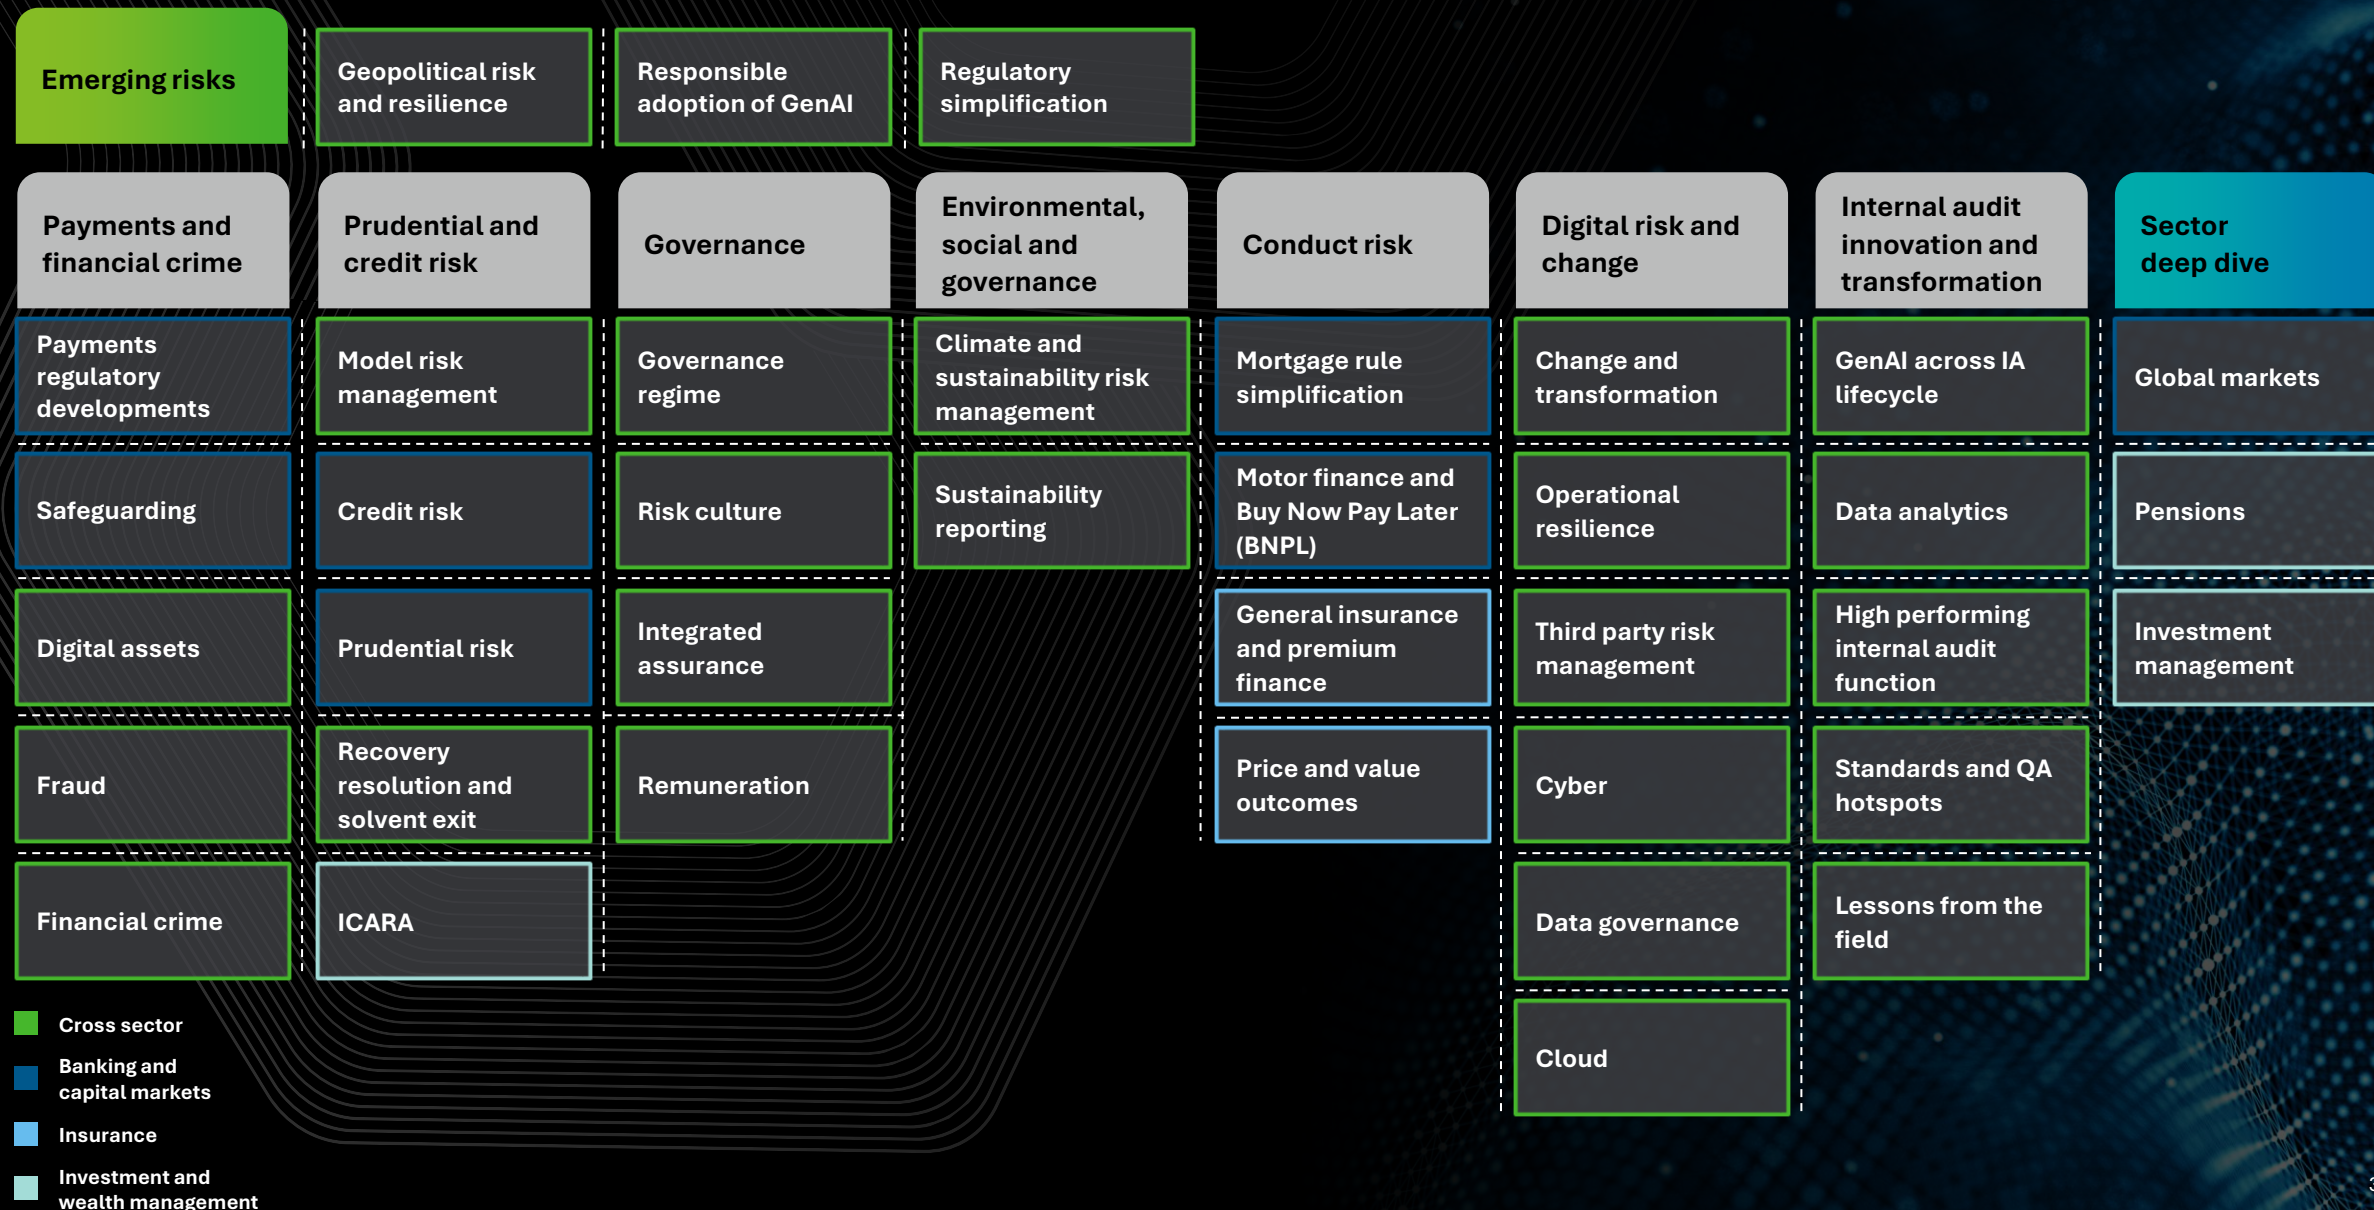 Emerging risks
Geopolitical risk
and resilience
Responsible
adoption of GenAI
Regulatory
simplification
Payments and
financial crime
Payments
regulatory
developments
Safeguarding
Digital assets
Fraud
Financial crime
Prudential and
credit risk
Model risk
management
Credit risk
Prudential risk
Recovery
resolution and
solvent exit
ICARA
Governance
Governance
regime
Risk culture
Integrated
assurance
Remuneration
Environmental,
social and
governance
Climate and
sustainability risk
management
Sustainability
reporting
Conduct risk
Mortgage rule
simplification
Motor finance and
Buy Now Pay Later
(BNPL)
General insurance
and premium
finance
Price and value
outcomes
Digital risk and
change
Change and
transformation
Operational
resilience
Third party risk
management
Cyber
Data governance
Cloud
Internal audit
innovation and
transformation
GenAI across IA
lifecycle
Data analytics
High performing
internal audit
function
Standards and QA
hotspots
Lessons from the
field
Sector
deep dive
Global markets
Pensions
Investment
management
Cross sector
Banking and
capital markets
Insurance
Investment and
wealth management